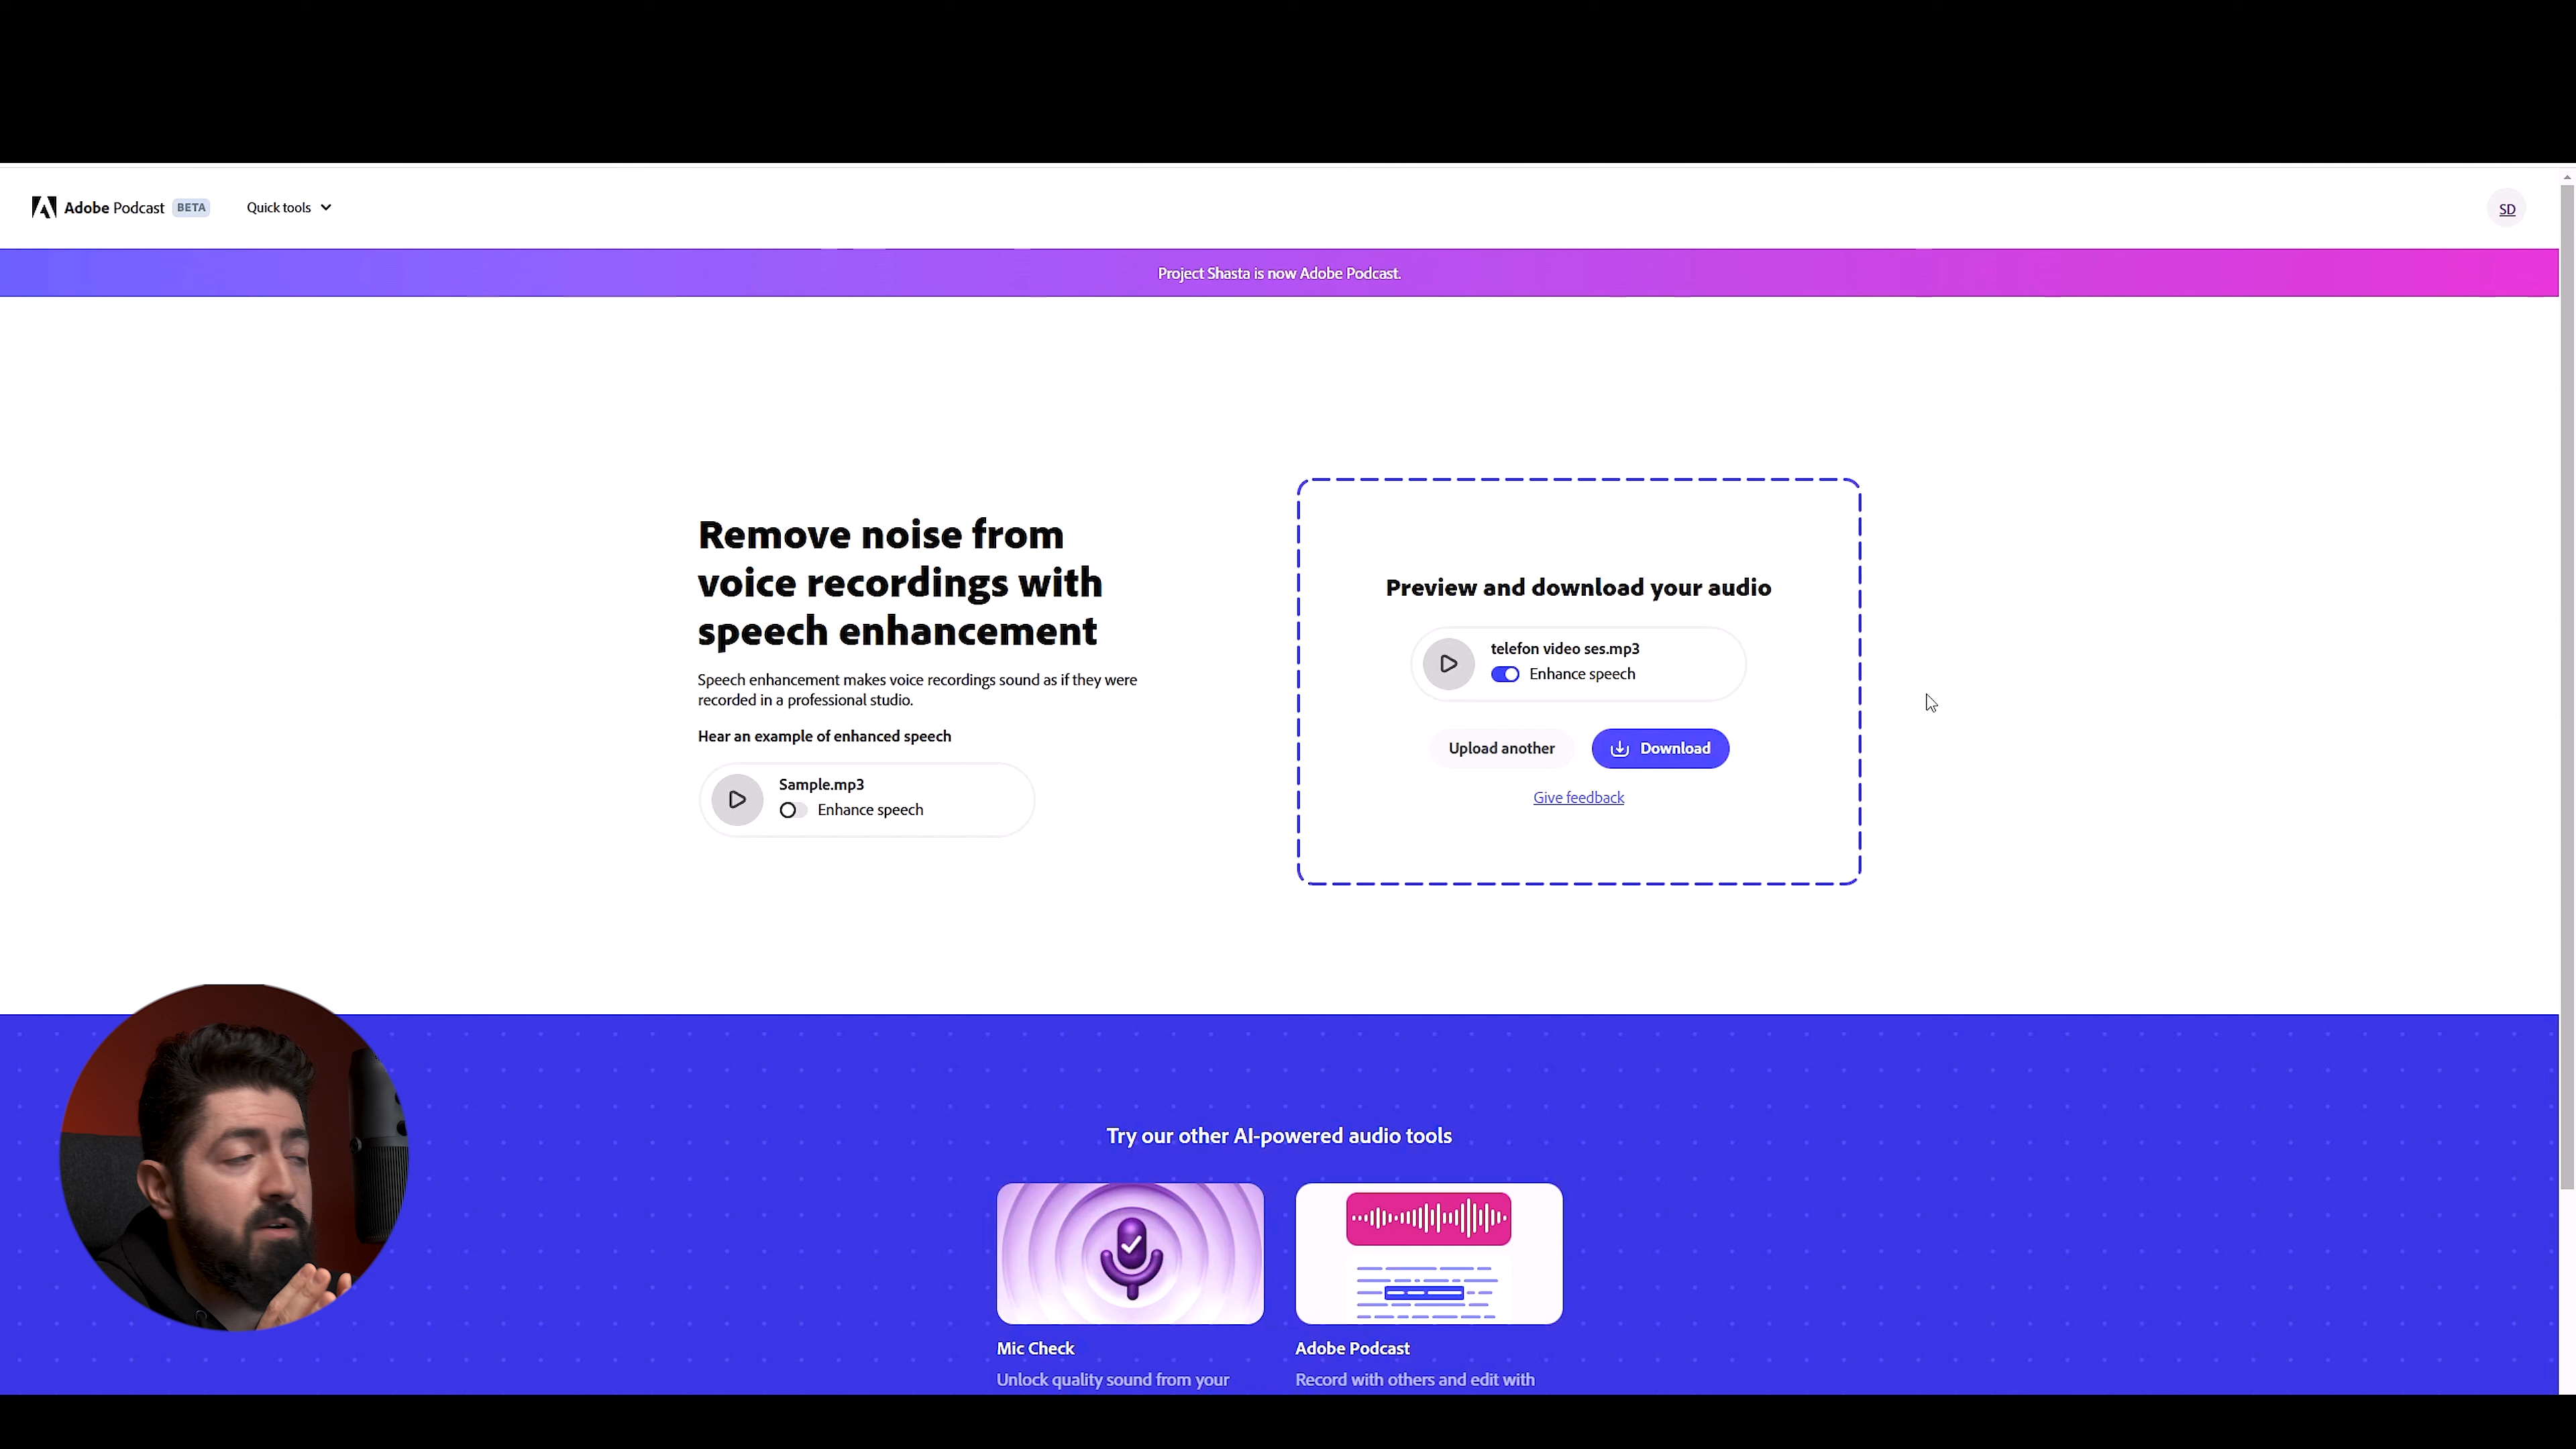 Adobe Podcast BETA
Quick tools
SD
Project Shasta is now Adobe Podcast.
Remove noise from
voice recordings with
speech enhancement
Speech enhancement makes voice recordings sound as if they were
recorded in a professional studio.
Hear an example of enhanced speech
Sample.mp3
Enhance speech
Preview and download your audio
telefon video ses.mp3
Enhance speech
Upload another
Download
Give feedback
Try our other AI-powered audio tools
Mic Check
Unlock quality sound from your
Adobe Podcast
Record with others and edit with